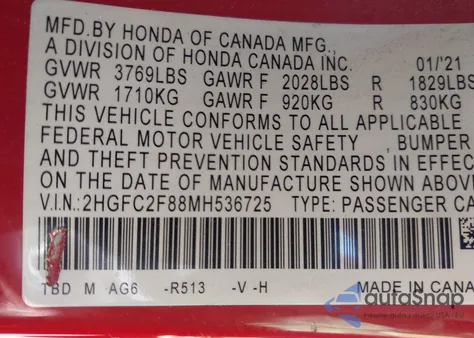 MFD.BY HONDA OF CANADA MFG.,
A DIVISION OF HONDA CANADA INC. 01/'21
GVWR 3769LBS GAWR F 2028LBS R 1829LBS
GVWR 1710KG GAWR F 920KG R 830KG
THIS VEHICLE CONFORMS TO ALL APPLICABLE
FEDERAL MOTOR VEHICLE SAFETY , BUMPER
AND THEFT PREVENTION STANDARDS IN EFFEC
ON THE DATE OF MANUFACTURE SHOWN ABOV
V.I.N.:2HGFC2F88MH536725 TYPE: PASSENGER CA
TBD M AG6 -R513 -V -H MADE IN CANA
autoSnap